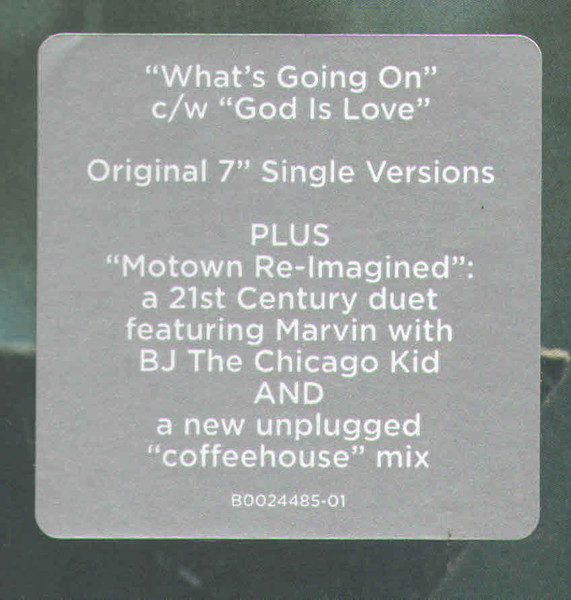 “What’s Going On”
c/w “God Is Love”
Original 7” Single Versions
PLUS
“Motown Re-Imagined”:
a 21st Century duet
featuring Marvin with
BJ The Chicago Kid
AND
a new unplugged
“coffeehouse” mix
B0024485-01